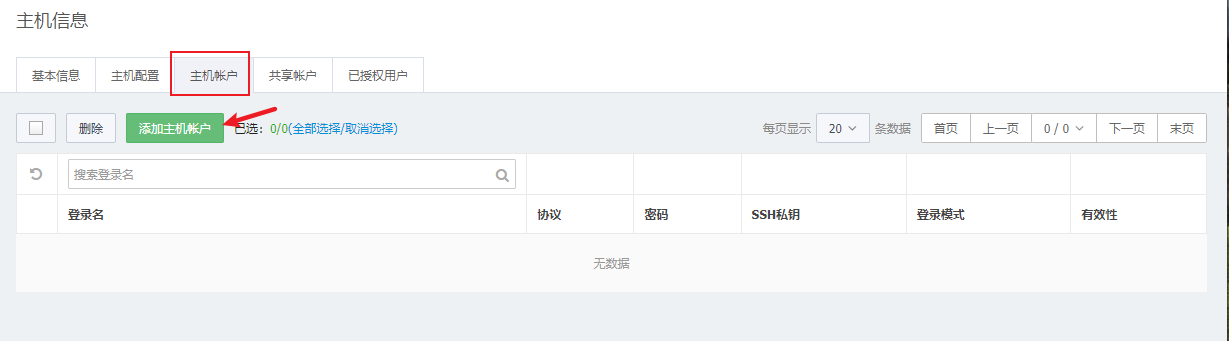 主机信息
基本信息 主机配置 主机帐户 共享帐户 已授权用户
删除 添加主机帐户 已选：0/0(全部选择/取消选择) 每页显示 20 条数据 首页 上一页 0 / 0 下一页 末页
搜索登录名
登录名 协议 密码 SSH私钥 登录模式 有效性
无数据